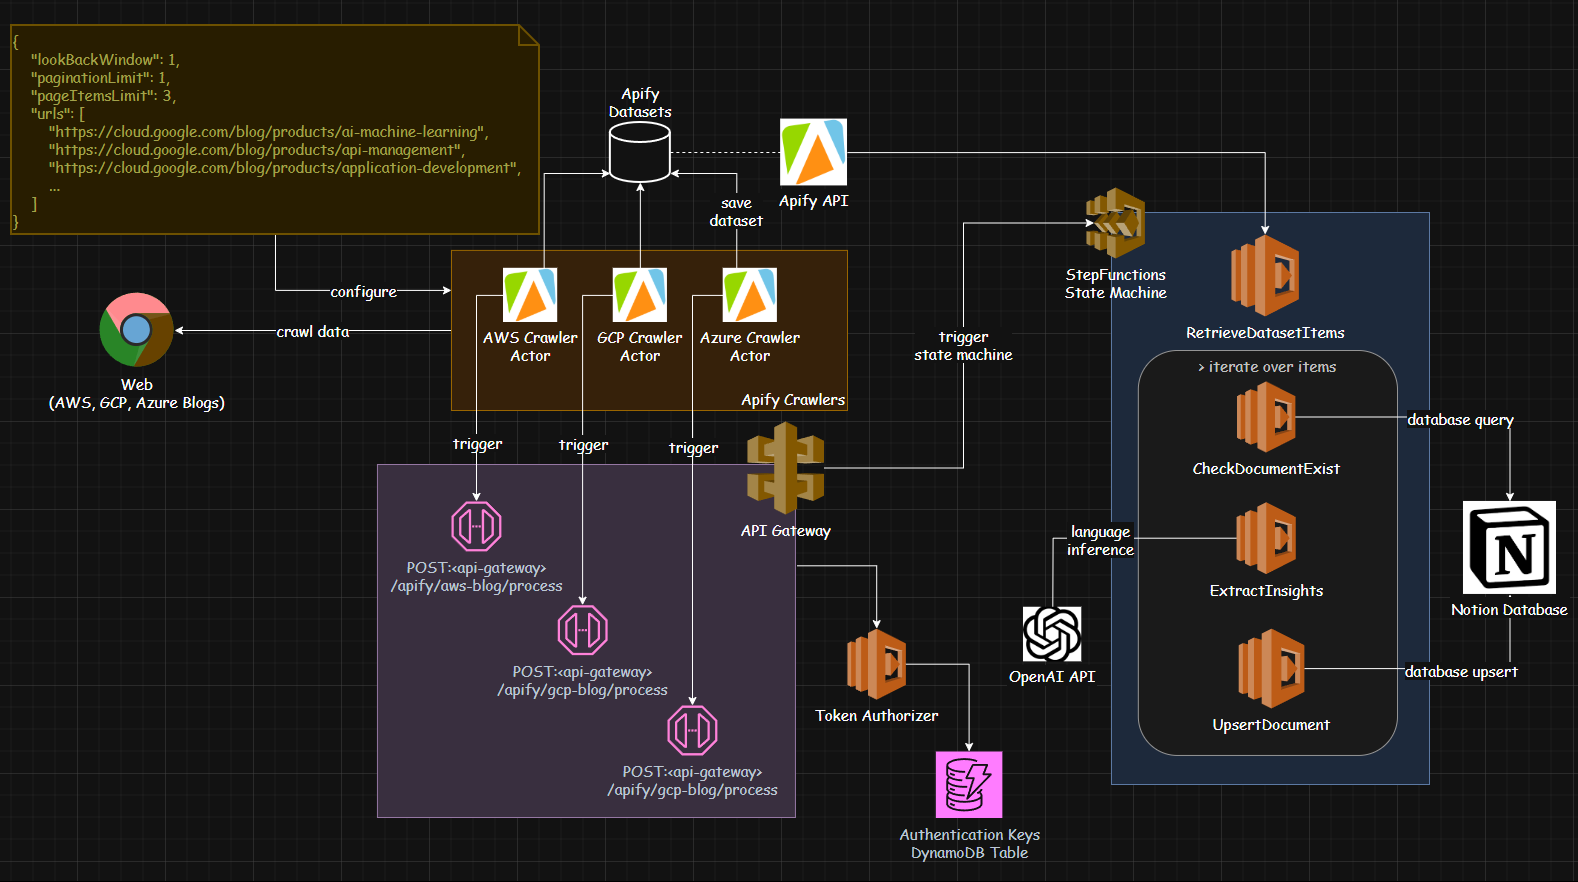 {
"lookBackWindow": 1,
"paginationLimit": 1,
"pageItemsLimit": 3,
"urls": [
"https://cloud.google.com/blog/products/ai-machine-learning",
"https://cloud.google.com/blog/products/api-management",
"https://cloud.google.com/blog/products/application-development",
...
]
}
Apify
Datasets
Apify API
save
dataset
configure
crawl data
Web
(AWS, GCP, Azure Blogs)
AWS Crawler
Actor
GCP Crawler
Actor
Azure Crawler
Actor
Apify Crawlers
trigger
trigger
trigger
API Gateway
POST:<api-gateway>
/apify/aws-blog/process
POST:<api-gateway>
/apify/gcp-blog/process
POST:<api-gateway>
/apify/gcp-blog/process
trigger
state machine
Token Authorizer
Authentication Keys
DynamoDB Table
StepFunctions
State Machine
RetrieveDatasetItems
> iterate over items
CheckDocumentExist
database query
language
inference
ExtractInsights
OpenAI API
N
Notion Database
database upsert
UpsertDocument